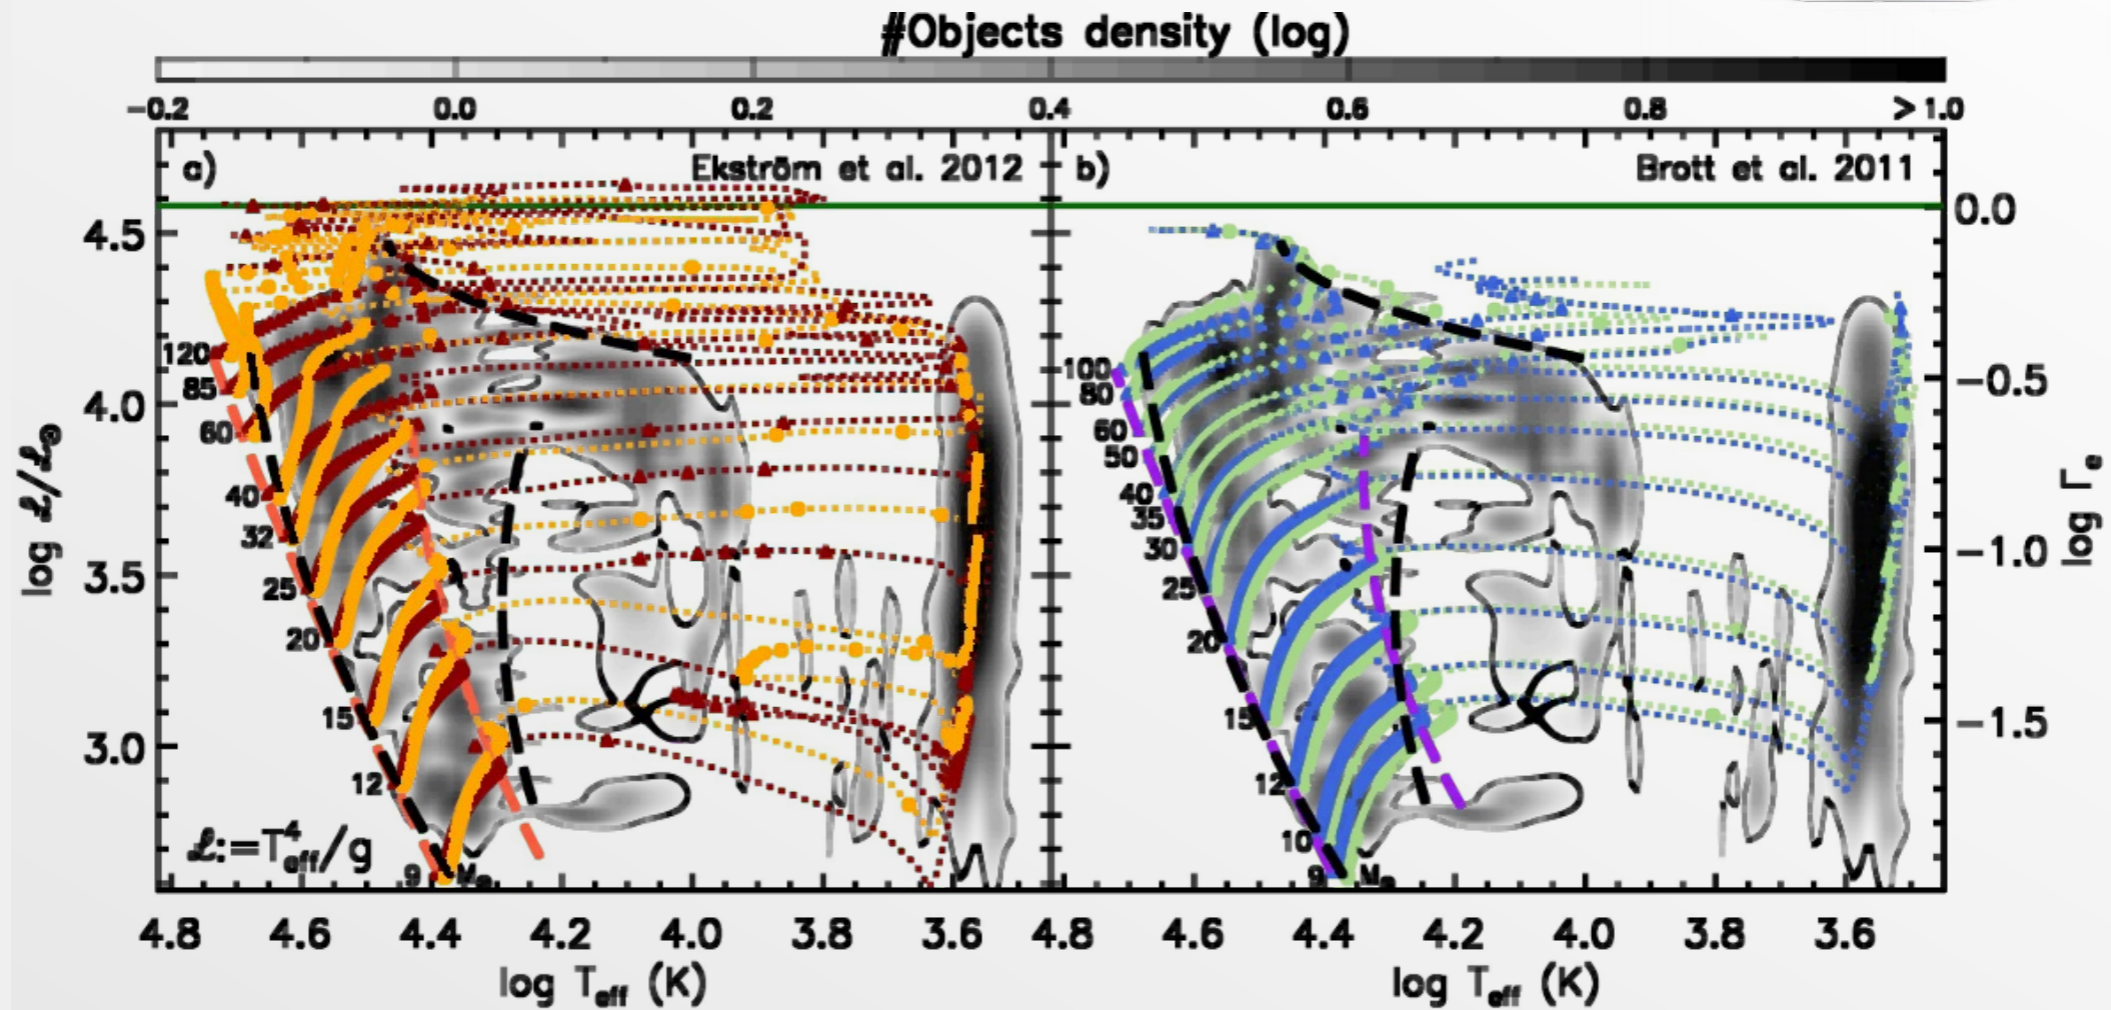 #Objects density (log)
−0.2 0.0 0.2 0.4 0.6 0.8 >1.0
a) Ekström et al. 2012
b) Brott et al. 2011
log ℒ/ℒ⊙
4.5
4.0
3.5
3.0
120
85
60
40
32
25
20
15
12
9 M⊙
ℒ:=T⁴eff/g
100
80
60
50
40
35
30
25
20
15
12
10
9 M⊙
0.0
−0.5
−1.0
−1.5
log Γe
4.8 4.6 4.4 4.2 4.0 3.8 3.6 4.8 4.6 4.4 4.2 4.0 3.8 3.6
log Teff (K) log Teff (K)